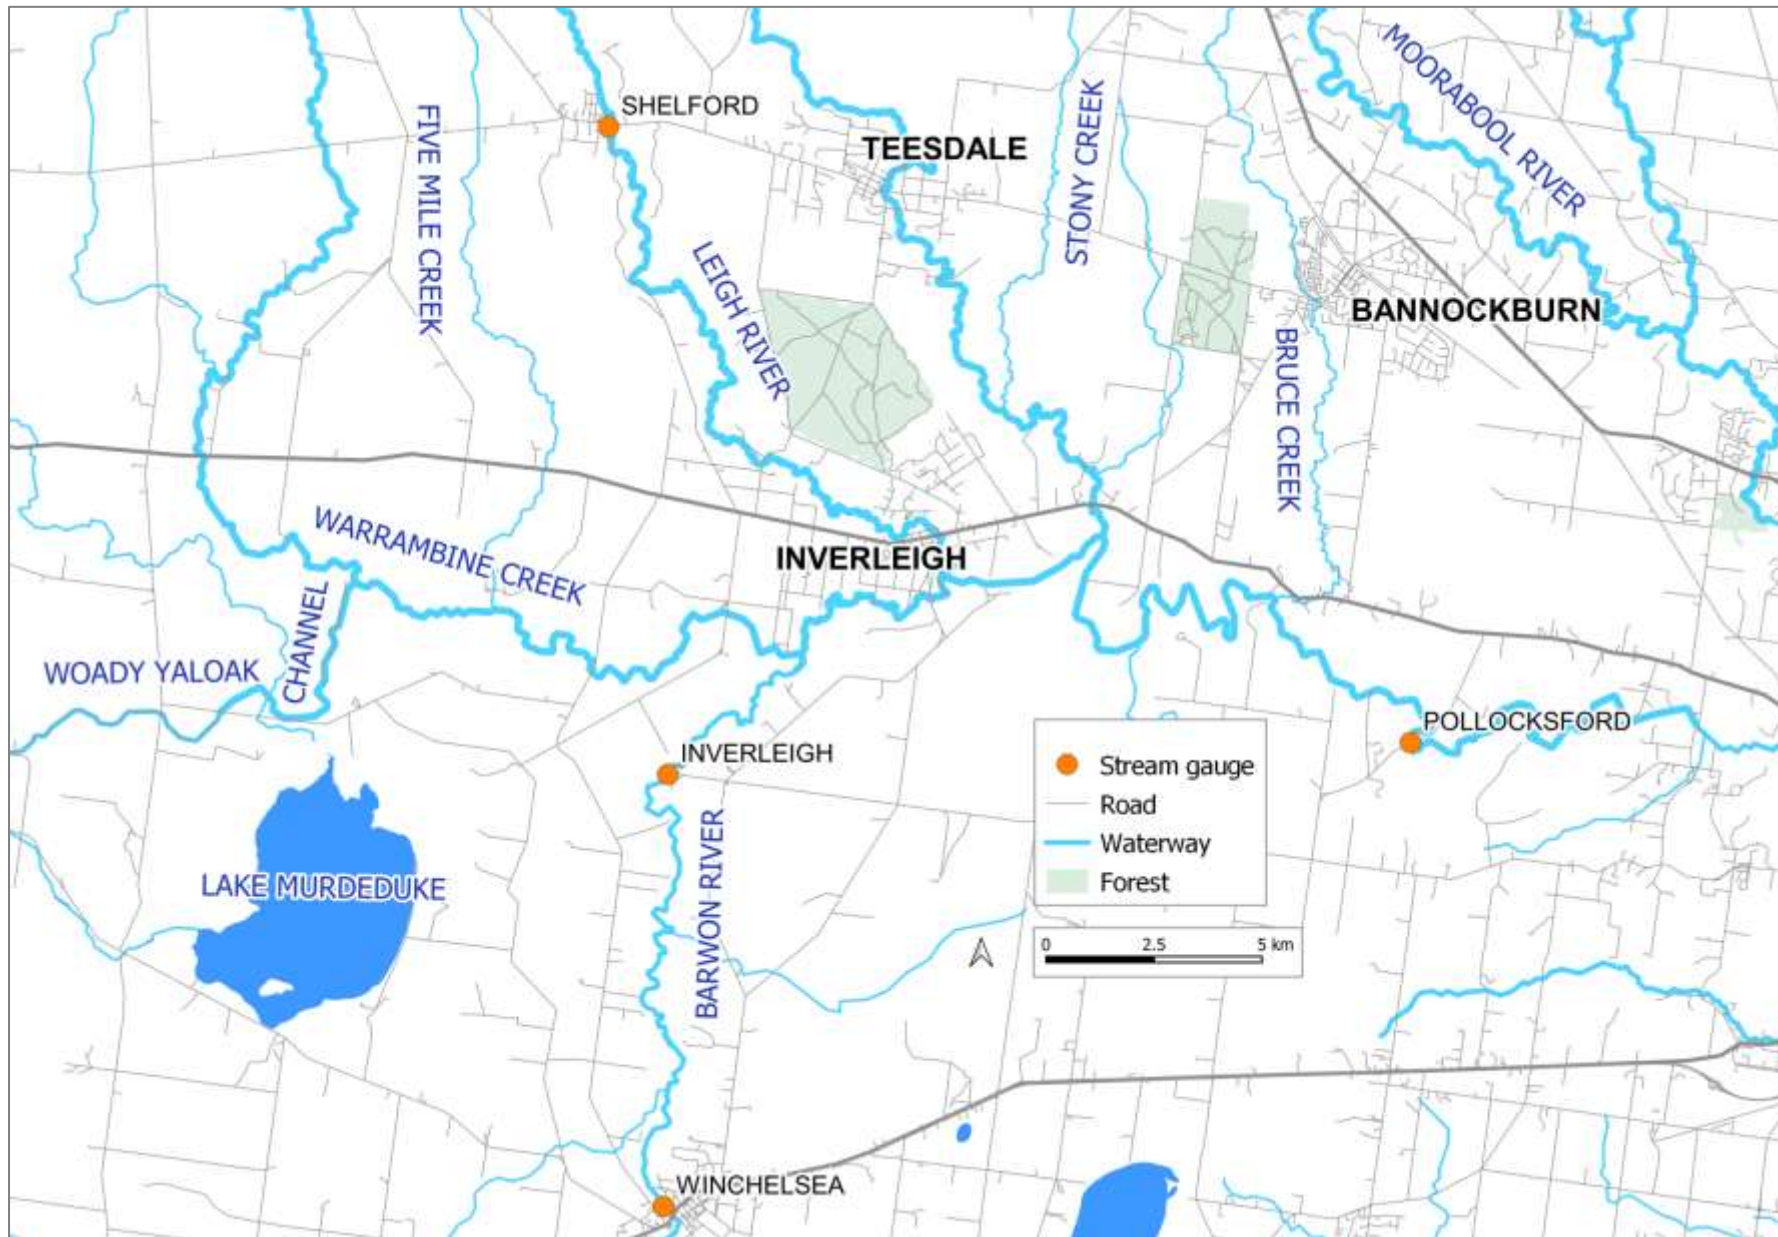 SHELFORD
TEESDALE
FIVE MILE CREEK
STONY CREEK
MOORABOOL RIVER
LEIGH RIVER
BANNOCKBURN
BRUCE CREEK
WARRAMBINE CREEK
INVERLEIGH
CHANNEL
WOADY YALOAK
INVERLEIGH
POLLOCKSFORD
LAKE MURDEDUKE
BARWON RIVER
Stream gauge
Road
Waterway
Forest
0 2.5 5 km
WINCHELSEA